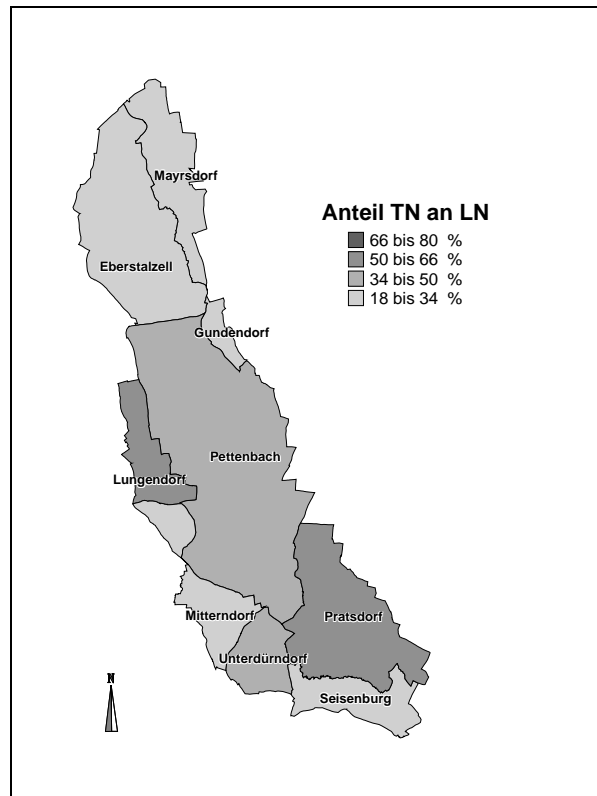 Mayrsdorf
Anteil TN an LN
66 bis 80 %
50 bis 66 %
34 bis 50 %
18 bis 34 %
Eberstalzell
Gundendorf
Pettenbach
Lungendorf
Mitterndorf
Pratsdorf
Unterdürndorf
Seisenburg
N